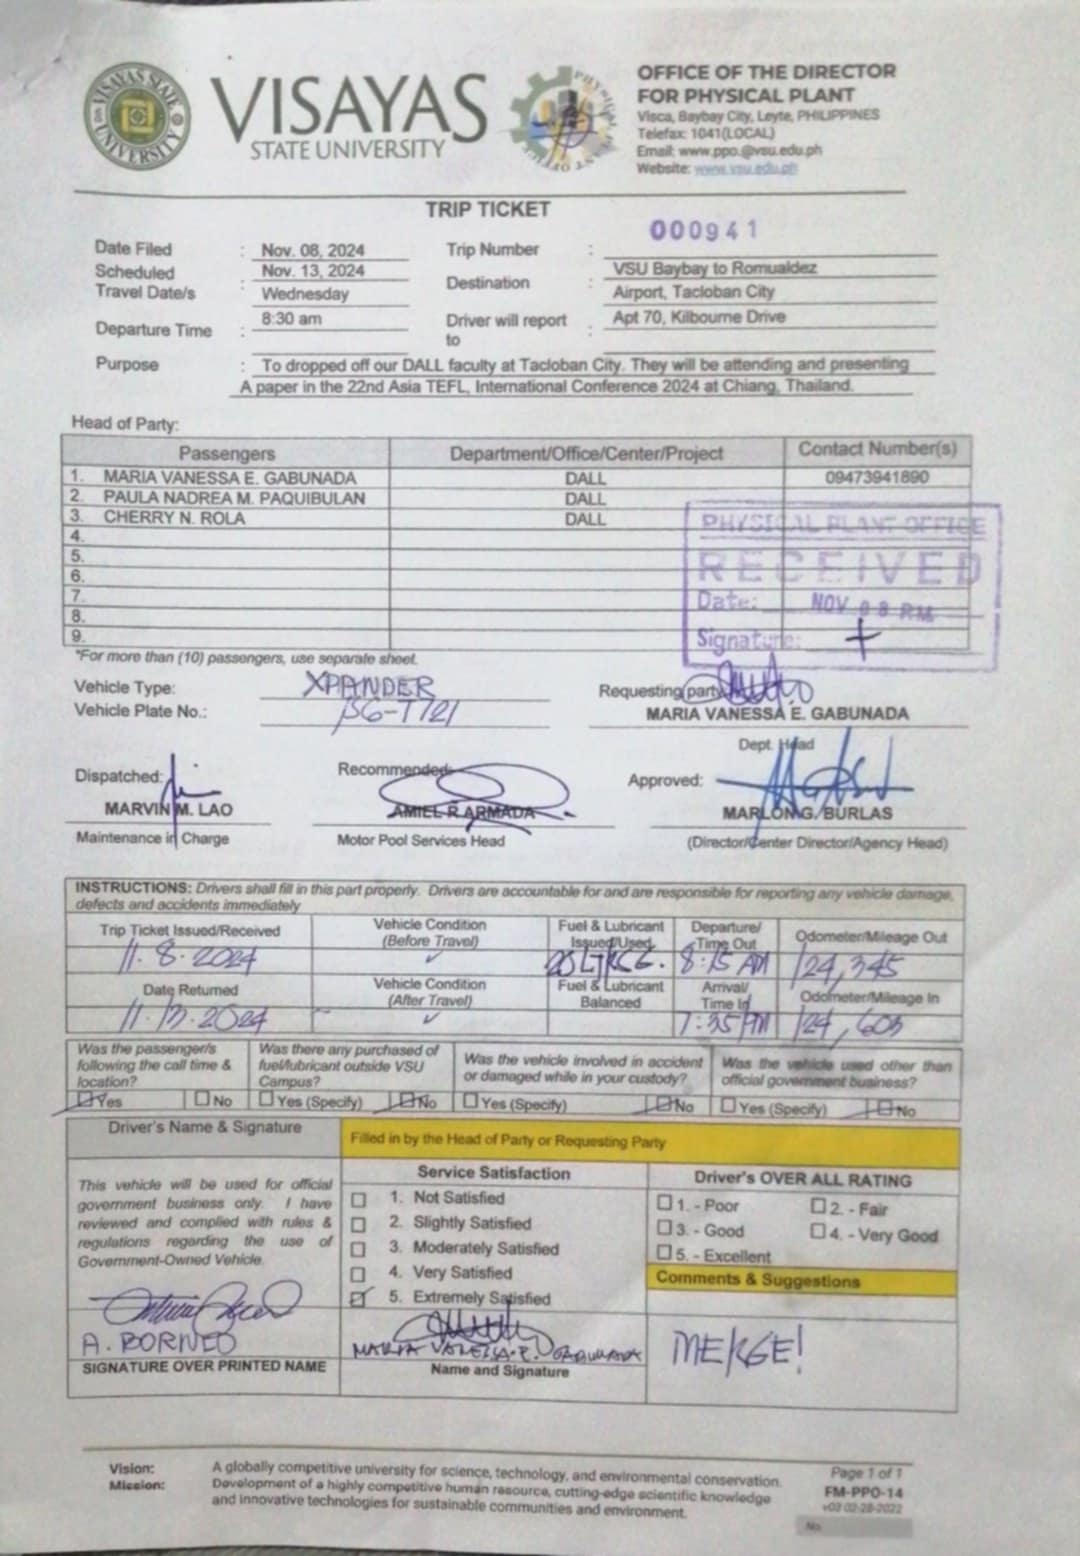 VISAYAS STATE UNIVERSITY
VISAYAS
STATE UNIVERSITY
OFFICE OF THE DIRECTOR
FOR PHYSICAL PLANT
Visca, Baybay City, Leyte, PHILIPPINES
Telefax: 1041(LOCAL)
Email: www.ppo.@vsu.edu.ph
Website: www.vsu.edu.ph
TRIP TICKET
Date Filed : Nov. 08, 2024
Trip Number : 000941
Scheduled Travel Date/s : Nov. 13, 2024
Wednesday
Destination : VSU Baybay to Romualdez
Airport, Tacloban City
Departure Time : 8:30 am
Driver will report to : Apt 70, Kilbourne Drive
Purpose : To dropped off our DALL faculty at Tacloban City. They will be attending and presenting
A paper in the 22nd Asia TEFL, International Conference 2024 at Chiang, Thailand.
Head of Party:
Passengers Department/Office/Center/Project Contact Number(s)
1. MARIA VANESSA E. GABUNADA DALL 09473941890
2. PAULA NADREA M. PAQUIBULAN DALL
3. CHERRY N. ROLA DALL
4.
5.
6.
7.
8.
9.
PHYSICAL PLANT OFFICE
RECEIVED
Date: NOV 08 P.M.
Signature:
*For more than (10) passengers, use separate sheet.
Vehicle Type: XPANDER
Vehicle Plate No.:
Requesting party
MARIA VANESSA E. GABUNADA
Dept. Head
Dispatched:
MARVIN M. LAO
Maintenance in Charge
Recommended:
AMIEL R. ARMADA
Motor Pool Services Head
Approved:
MARLON G. BURLAS
(Director/Center Director/Agency Head)
INSTRUCTIONS: Drivers shall fill in this part properly. Drivers are accountable for and are responsible for reporting any vehicle damage,
defects and accidents immediately
Trip Ticket Issued/Received
11.8.2024
Vehicle Condition
(Before Travel)
Fuel & Lubricant
Issued/Used
Departure/
Time Out
8:15 AM
Odometer/Mileage Out
124,345
Date Returned
11.13.2024
Vehicle Condition
(After Travel)
Fuel & Lubricant
Balanced
Arrival/
Time In
7:35 PM
Odometer/Mileage In
124,603
Was the passenger/s
following the call time &
location?
Yes No
Was there any purchased of
fuel/lubricant outside VSU
Campus?
Yes (Specify) No
Was the vehicle involved in accident
or damaged while in your custody?
Yes (Specify) No
Was the vehicle used other than
official government business?
Yes (Specify) No
Driver's Name & Signature
This vehicle will be used for official
government business only. I have
reviewed and complied with rules &
regulations regarding the use of
Government-Owned Vehicle.
A. BORNEO
SIGNATURE OVER PRINTED NAME
Filled in by the Head of Party or Requesting Party
Service Satisfaction
1. Not Satisfied
2. Slightly Satisfied
3. Moderately Satisfied
4. Very Satisfied
5. Extremely Satisfied
MARIA VANESSA E. GABUNADA
Name and Signature
Driver's OVER ALL RATING
1. - Poor 2. - Fair
3. - Good 4. - Very Good
5. - Excellent
Comments & Suggestions
Vision: A globally competitive university for science, technology, and environmental conservation.
Mission: Development of a highly competitive human resource, cutting-edge scientific knowledge
and innovative technologies for sustainable communities and environment.
Page 1 of 1
FM-PPO-14
v03 02-28-2022
No.